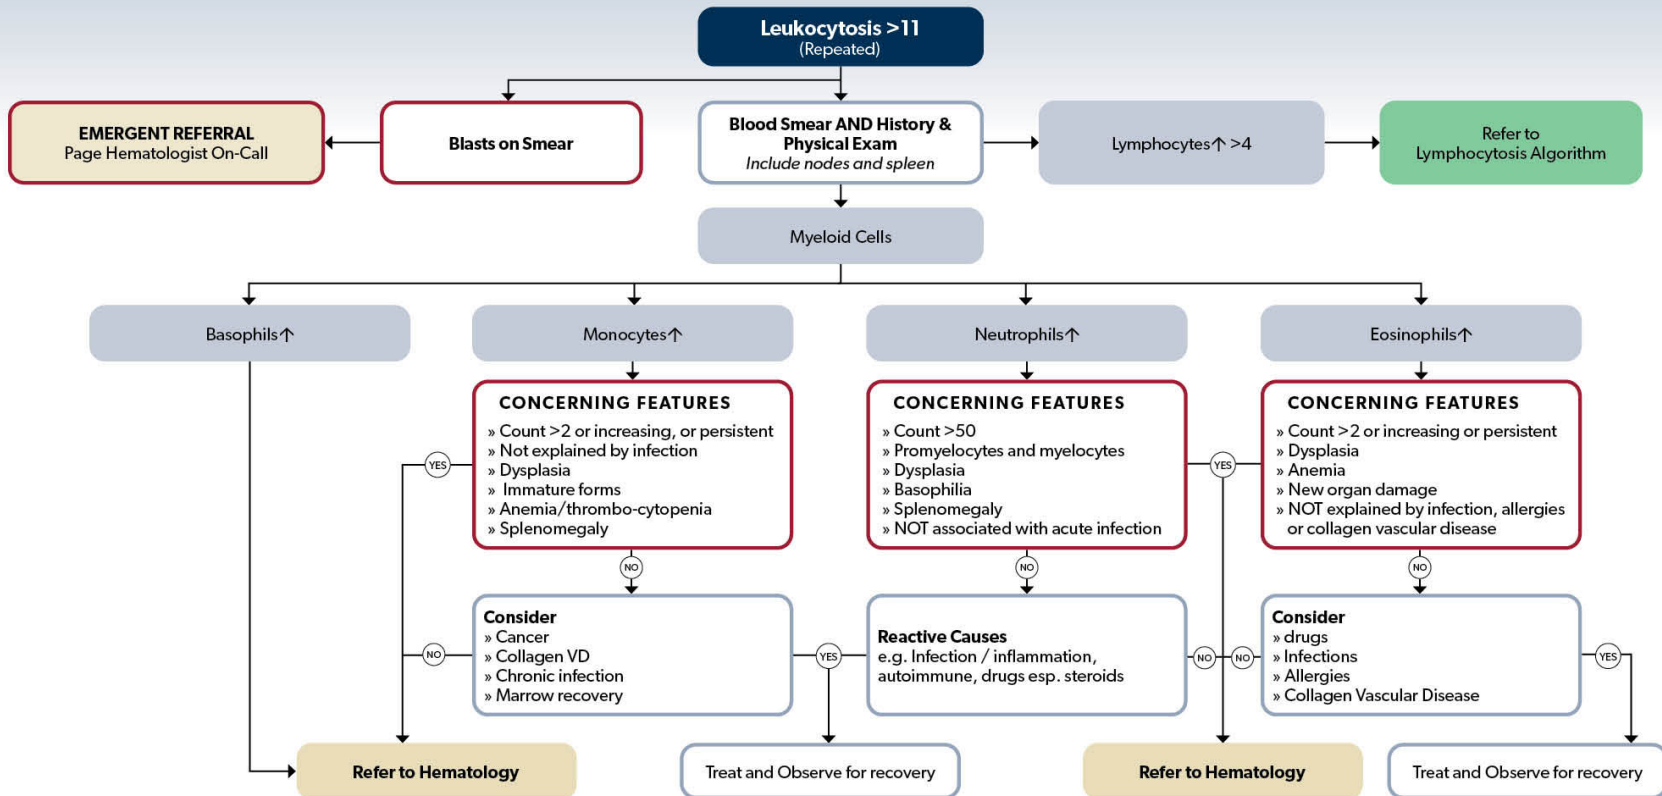 Leukocytosis >11
(Repeated)
EMERGENT REFERRAL
Page Hematologist On-Call
Blasts on Smear
Blood Smear AND History &
Physical Exam
Include nodes and spleen
Lymphocytes↑ >4
Refer to
Lymphocytosis Algorithm
Myeloid Cells
Basophils↑
Monocytes↑
Neutrophils↑
Eosinophils↑
CONCERNING FEATURES
» Count >2 or increasing, or persistent
» Not explained by infection
» Dysplasia
» Immature forms
» Anemia/thrombo-cytopenia
» Splenomegaly
CONCERNING FEATURES
» Count >50
» Promyelocytes and myelocytes
» Dysplasia
» Basophilia
» Splenomegaly
» NOT associated with acute infection
CONCERNING FEATURES
» Count >2 or increasing or persistent
» Dysplasia
» Anemia
» New organ damage
» NOT explained by infection, allergies
or collagen vascular disease
YES
YES
NO
NO
NO
Consider
» Cancer
» Collagen VD
» Chronic infection
» Marrow recovery
Reactive Causes
e.g. Infection / inflammation,
autoimmune, drugs esp. steroids
Consider
» drugs
» Infections
» Allergies
» Collagen Vascular Disease
NO
YES
NO
NO
YES
Refer to Hematology
Treat and Observe for recovery
Refer to Hematology
Treat and Observe for recovery